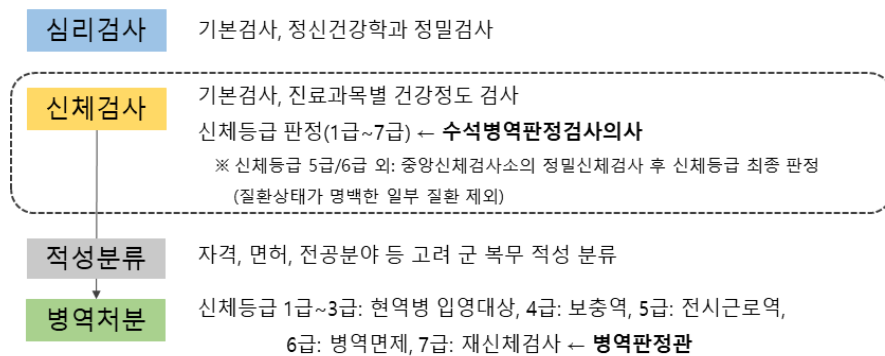 심리검사 기본검사, 정신건강학과 정밀검사
신체검사 기본검사, 진료과목별 건강정도 검사
신체등급 판정(1급~7급) ← 수석병역판정검사의사
※ 신체등급 5급/6급 외: 중앙신체검사소의 정밀신체검사 후 신체등급 최종 판정
(질환상태가 명백한 일부 질환 제외)
적성분류 자격, 면허, 전공분야 등 고려 군 복무 적성 분류
병역처분 신체등급 1급~3급: 현역병 입영대상, 4급: 보충역, 5급: 전시근로역,
6급: 병역면제, 7급: 재신체검사 ← 병역판정관